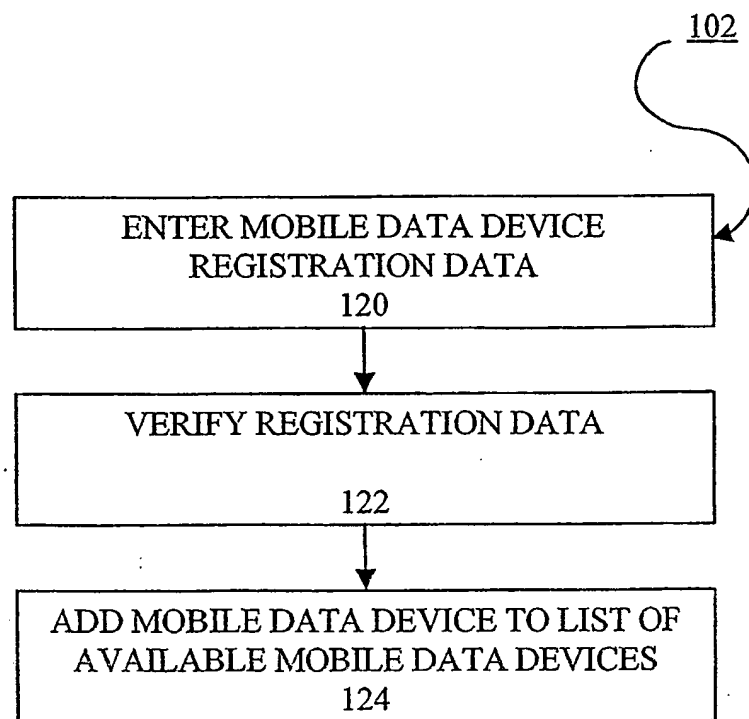 102
ENTER MOBILE DATA DEVICE
REGISTRATION DATA
120
VERIFY REGISTRATION DATA
122
ADD MOBILE DATA DEVICE TO LIST OF
AVAILABLE MOBILE DATA DEVICES
124